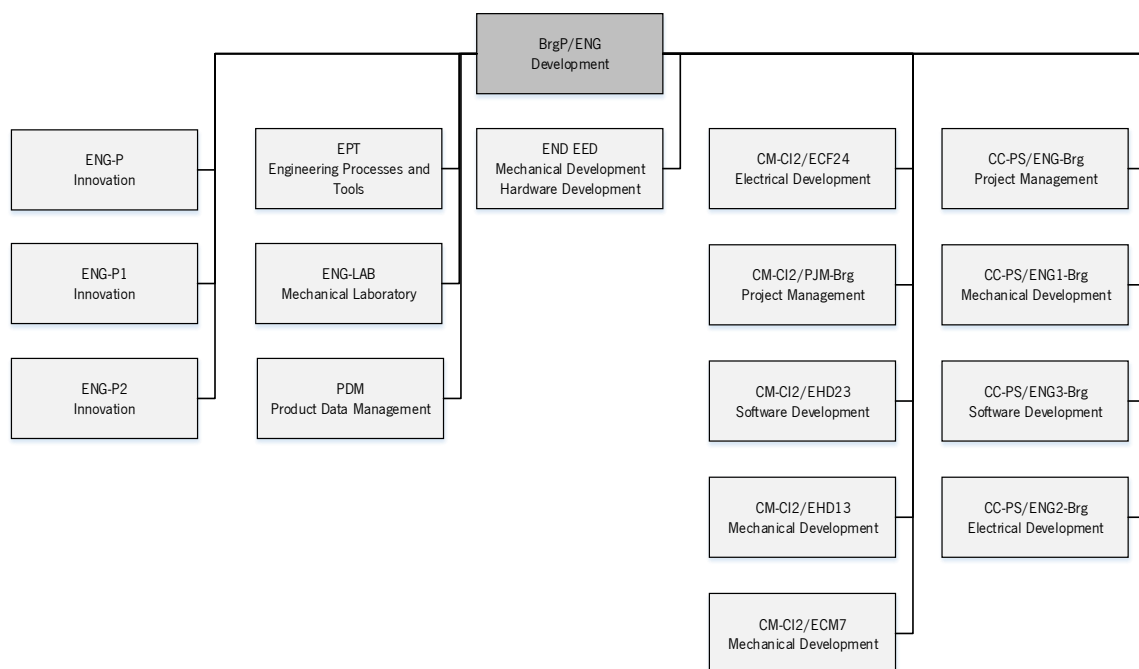 BrgP/ENG
Development
ENG-P
Innovation
EPT
Engineering Processes and
Tools
END EED
Mechanical Development
Hardware Development
CM-CI2/ECF24
Electrical Development
CC-PS/ENG-Brg
Project Management
ENG-P1
Innovation
ENG-LAB
Mechanical Laboratory
CM-CI2/PJM-Brg
Project Management
CC-PS/ENG1-Brg
Mechanical Development
ENG-P2
Innovation
PDM
Product Data Management
CM-CI2/EHD23
Software Development
CC-PS/ENG3-Brg
Software Development
CM-CI2/EHD13
Mechanical Development
CC-PS/ENG2-Brg
Electrical Development
CM-CI2/ECM7
Mechanical Development